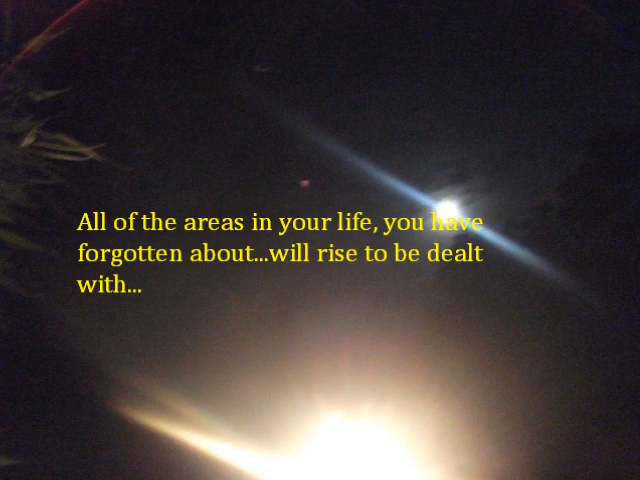 All of the areas in your life, you have
forgotten about...will rise to be dealt
with...